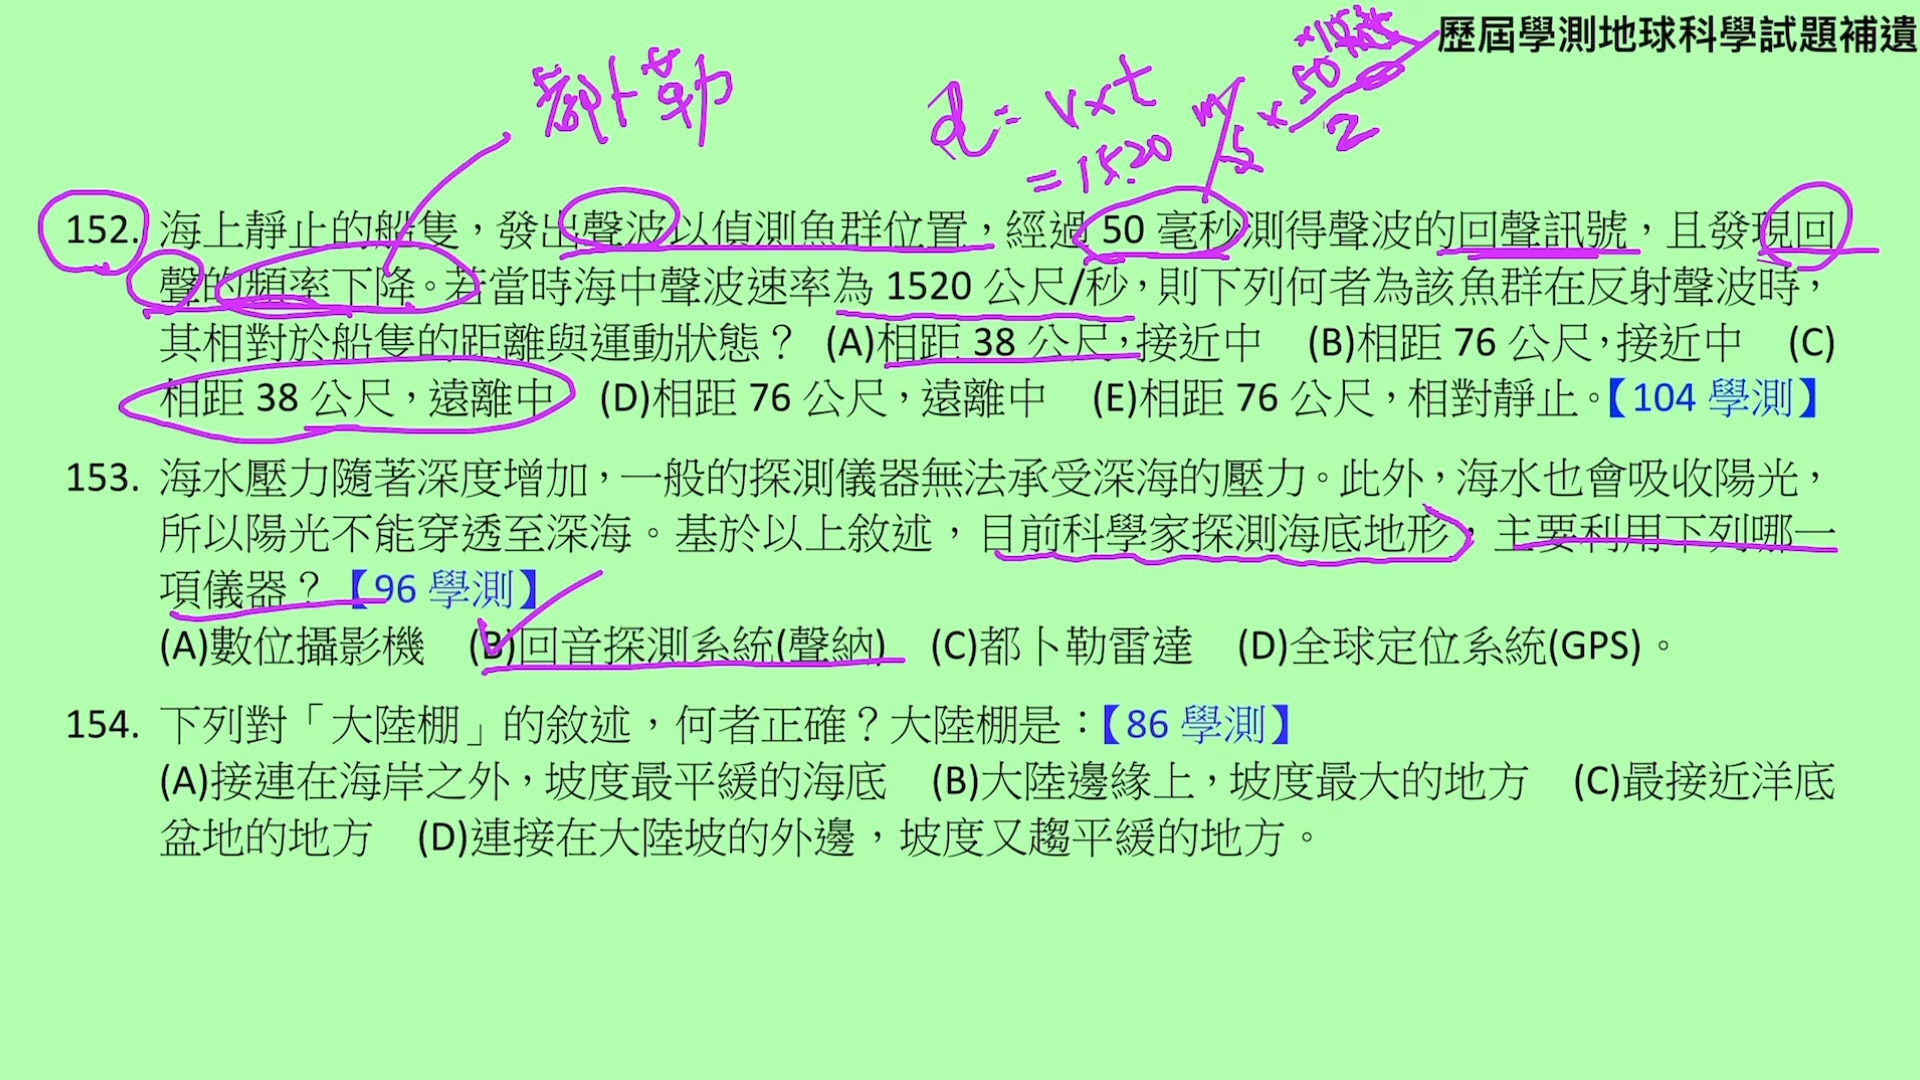 歷屆學測地球科學試題補遺
都卜勒
d = v×t
= 1520 m/s × 50×10
2
152. 海上靜止的船隻，發出聲波以偵測魚群位置，經過 50 毫秒測得聲波的回聲訊號，且發現回
聲的頻率下降。若當時海中聲波速率為 1520 公尺/秒，則下列何者為該魚群在反射聲波時，
其相對於船隻的距離與運動狀態？ (A)相距 38 公尺，接近中 (B)相距 76 公尺，接近中 (C)
相距 38 公尺，遠離中 (D)相距 76 公尺，遠離中 (E)相距 76 公尺，相對靜止。【104 學測】
153. 海水壓力隨著深度增加，一般的探測儀器無法承受深海的壓力。此外，海水也會吸收陽光，
所以陽光不能穿透至深海。基於以上敘述，目前科學家探測海底地形，主要利用下列哪一
項儀器？【96 學測】
(A)數位攝影機 (B)回音探測系統(聲納) (C)都卜勒雷達 (D)全球定位系統(GPS)。
154. 下列對「大陸棚」的敘述，何者正確？大陸棚是：【86 學測】
(A)接連在海岸之外，坡度最平緩的海底 (B)大陸邊緣上，坡度最大的地方 (C)最接近洋底
盆地的地方 (D)連接在大陸坡的外邊，坡度又趨平緩的地方。